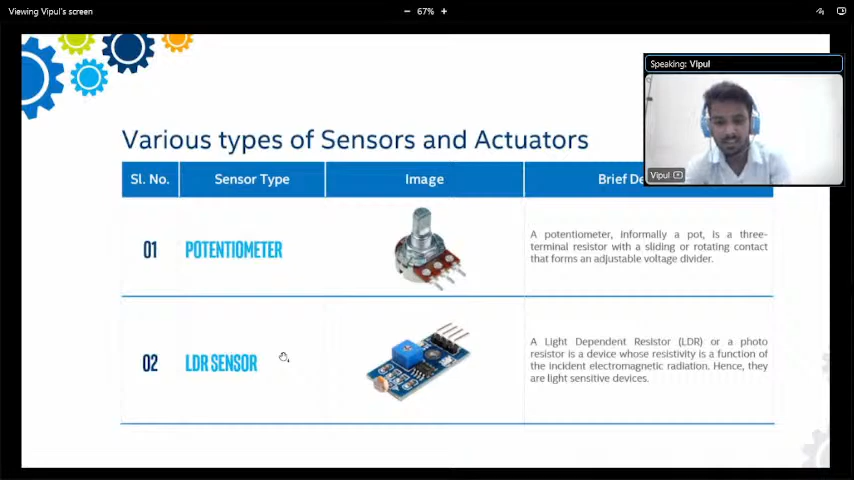 Viewing Vipul's screen
67%
Speaking: Vipul
Vipul
Various types of Sensors and Actuators
Sl. No.
Sensor Type
Image
Brief De
01
POTENTIOMETER
A potentiometer, informally a pot, is a three-
terminal resistor with a sliding or rotating contact
that forms an adjustable voltage divider.
02
LDR SENSOR
A Light Dependent Resistor (LDR) or a photo
resistor is a device whose resistivity is a function of
the incident electromagnetic radiation. Hence, they
are light sensitive devices.